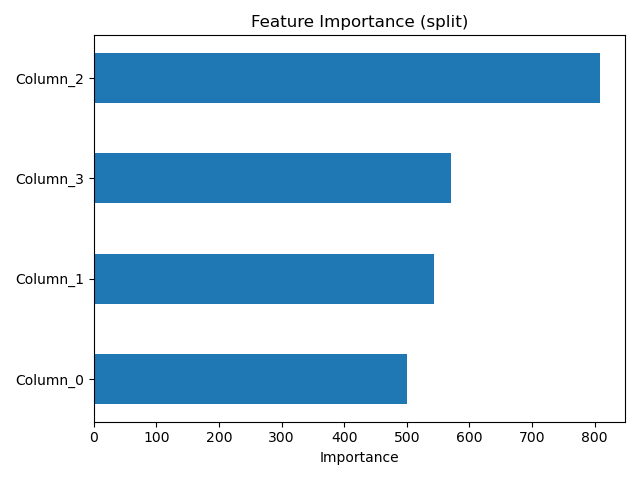 Feature Importance (split)
Column_2
Column_3
Column_1
Column_0
0 100 200 300 400 500 600 700 800
Importance